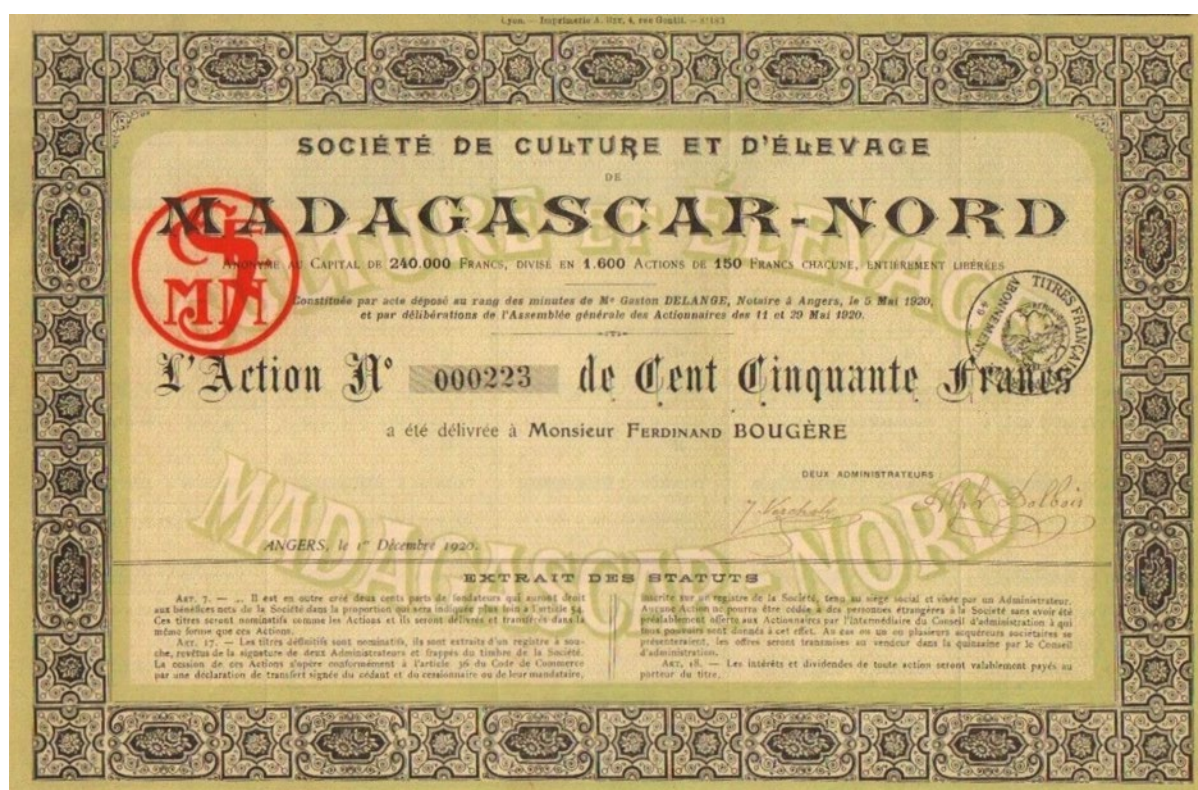 Lyon. — Imprimerie A. REY, 4, rue Gentil. —
SOCIÉTÉ DE CULTURE ET D'ÉLEVAGE
DE
MADAGASCAR-NORD
ANONYME AU CAPITAL DE 240.000 FRANCS, DIVISÉ EN 1.600 ACTIONS DE 150 FRANCS CHACUNE, ENTIÈREMENT LIBÉRÉES
Constituée par acte déposé au rang des minutes de Me Gaston DELANGE, Notaire à Angers, le 5 Mai 1920,
et par délibérations de l'Assemblée générale des Actionnaires des 11 et 29 Mai 1920.
TITRES FRANÇAIS
ABONNEMENT
L'Action No 000223 de Cent Cinquante Francs
a été délivrée à Monsieur FERDINAND BOUGÈRE
DEUX ADMINISTRATEURS :
ANGERS, le 1er Décembre 1920.
CULTURE ET ÉLEVAGE
MADAGASCAR-NORD
EXTRAIT DES STATUTS
ART. 7. — .. Il est en outre créé deux cents parts de fondateurs qui auront droit
aux bénéfices nets de la Société dans la proportion qui sera indiquée plus loin à l'article 54.
Ces titres seront nominatifs comme les Actions et ils seront délivrés et transférés dans la
même forme que ces Actions.
ART. 17. — Les titres définitifs sont nominatifs, ils sont extraits d'un registre à sou-
che, revêtus de la signature de deux Administrateurs et frappés du timbre de la Société.
La cession de ces Actions s'opère conformément à l'article 36 du Code de Commerce
par une déclaration de transfert signée du cédant et du cessionnaire ou de leur mandataire,
inscrite sur un registre de la Société, tenu au siège social et visée par un Administrateur.
Aucune Action ne pourra être cédée à des personnes étrangères à la Société sans avoir été
préalablement offerte aux Actionnaires par l'intermédiaire du Conseil d'administration à qui
tous pouvoirs sont donnés à cet effet. Au cas ou un ou plusieurs acquéreurs sociétaires se
présenteraient, les offres seront transmises au vendeur dans la quinzaine par le Conseil
d'administration.
ART. 18. — Les intérêts et dividendes de toute action seront valablement payés au
porteur du titre.